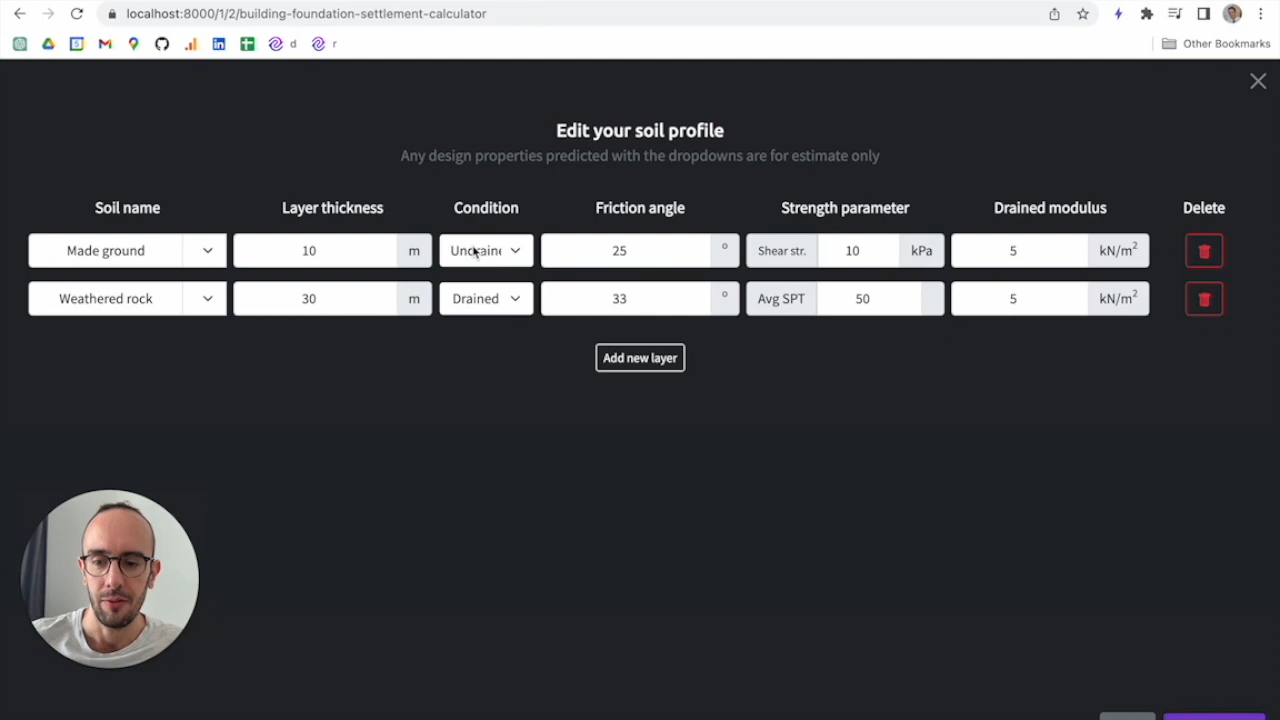 localhost:8000/1/2/building-foundation-settlement-calculator
d
r
Other Bookmarks
Edit your soil profile
Any design properties predicted with the dropdowns are for estimate only
Soil name Layer thickness Condition Friction angle Strength parameter Drained modulus Delete
Made ground 10 m 25 º Shear str. 10 kPa 5 kN/m²
Weathered rock 30 m Drained 33 º Avg SPT 50 5 kN/m²
Add new layer